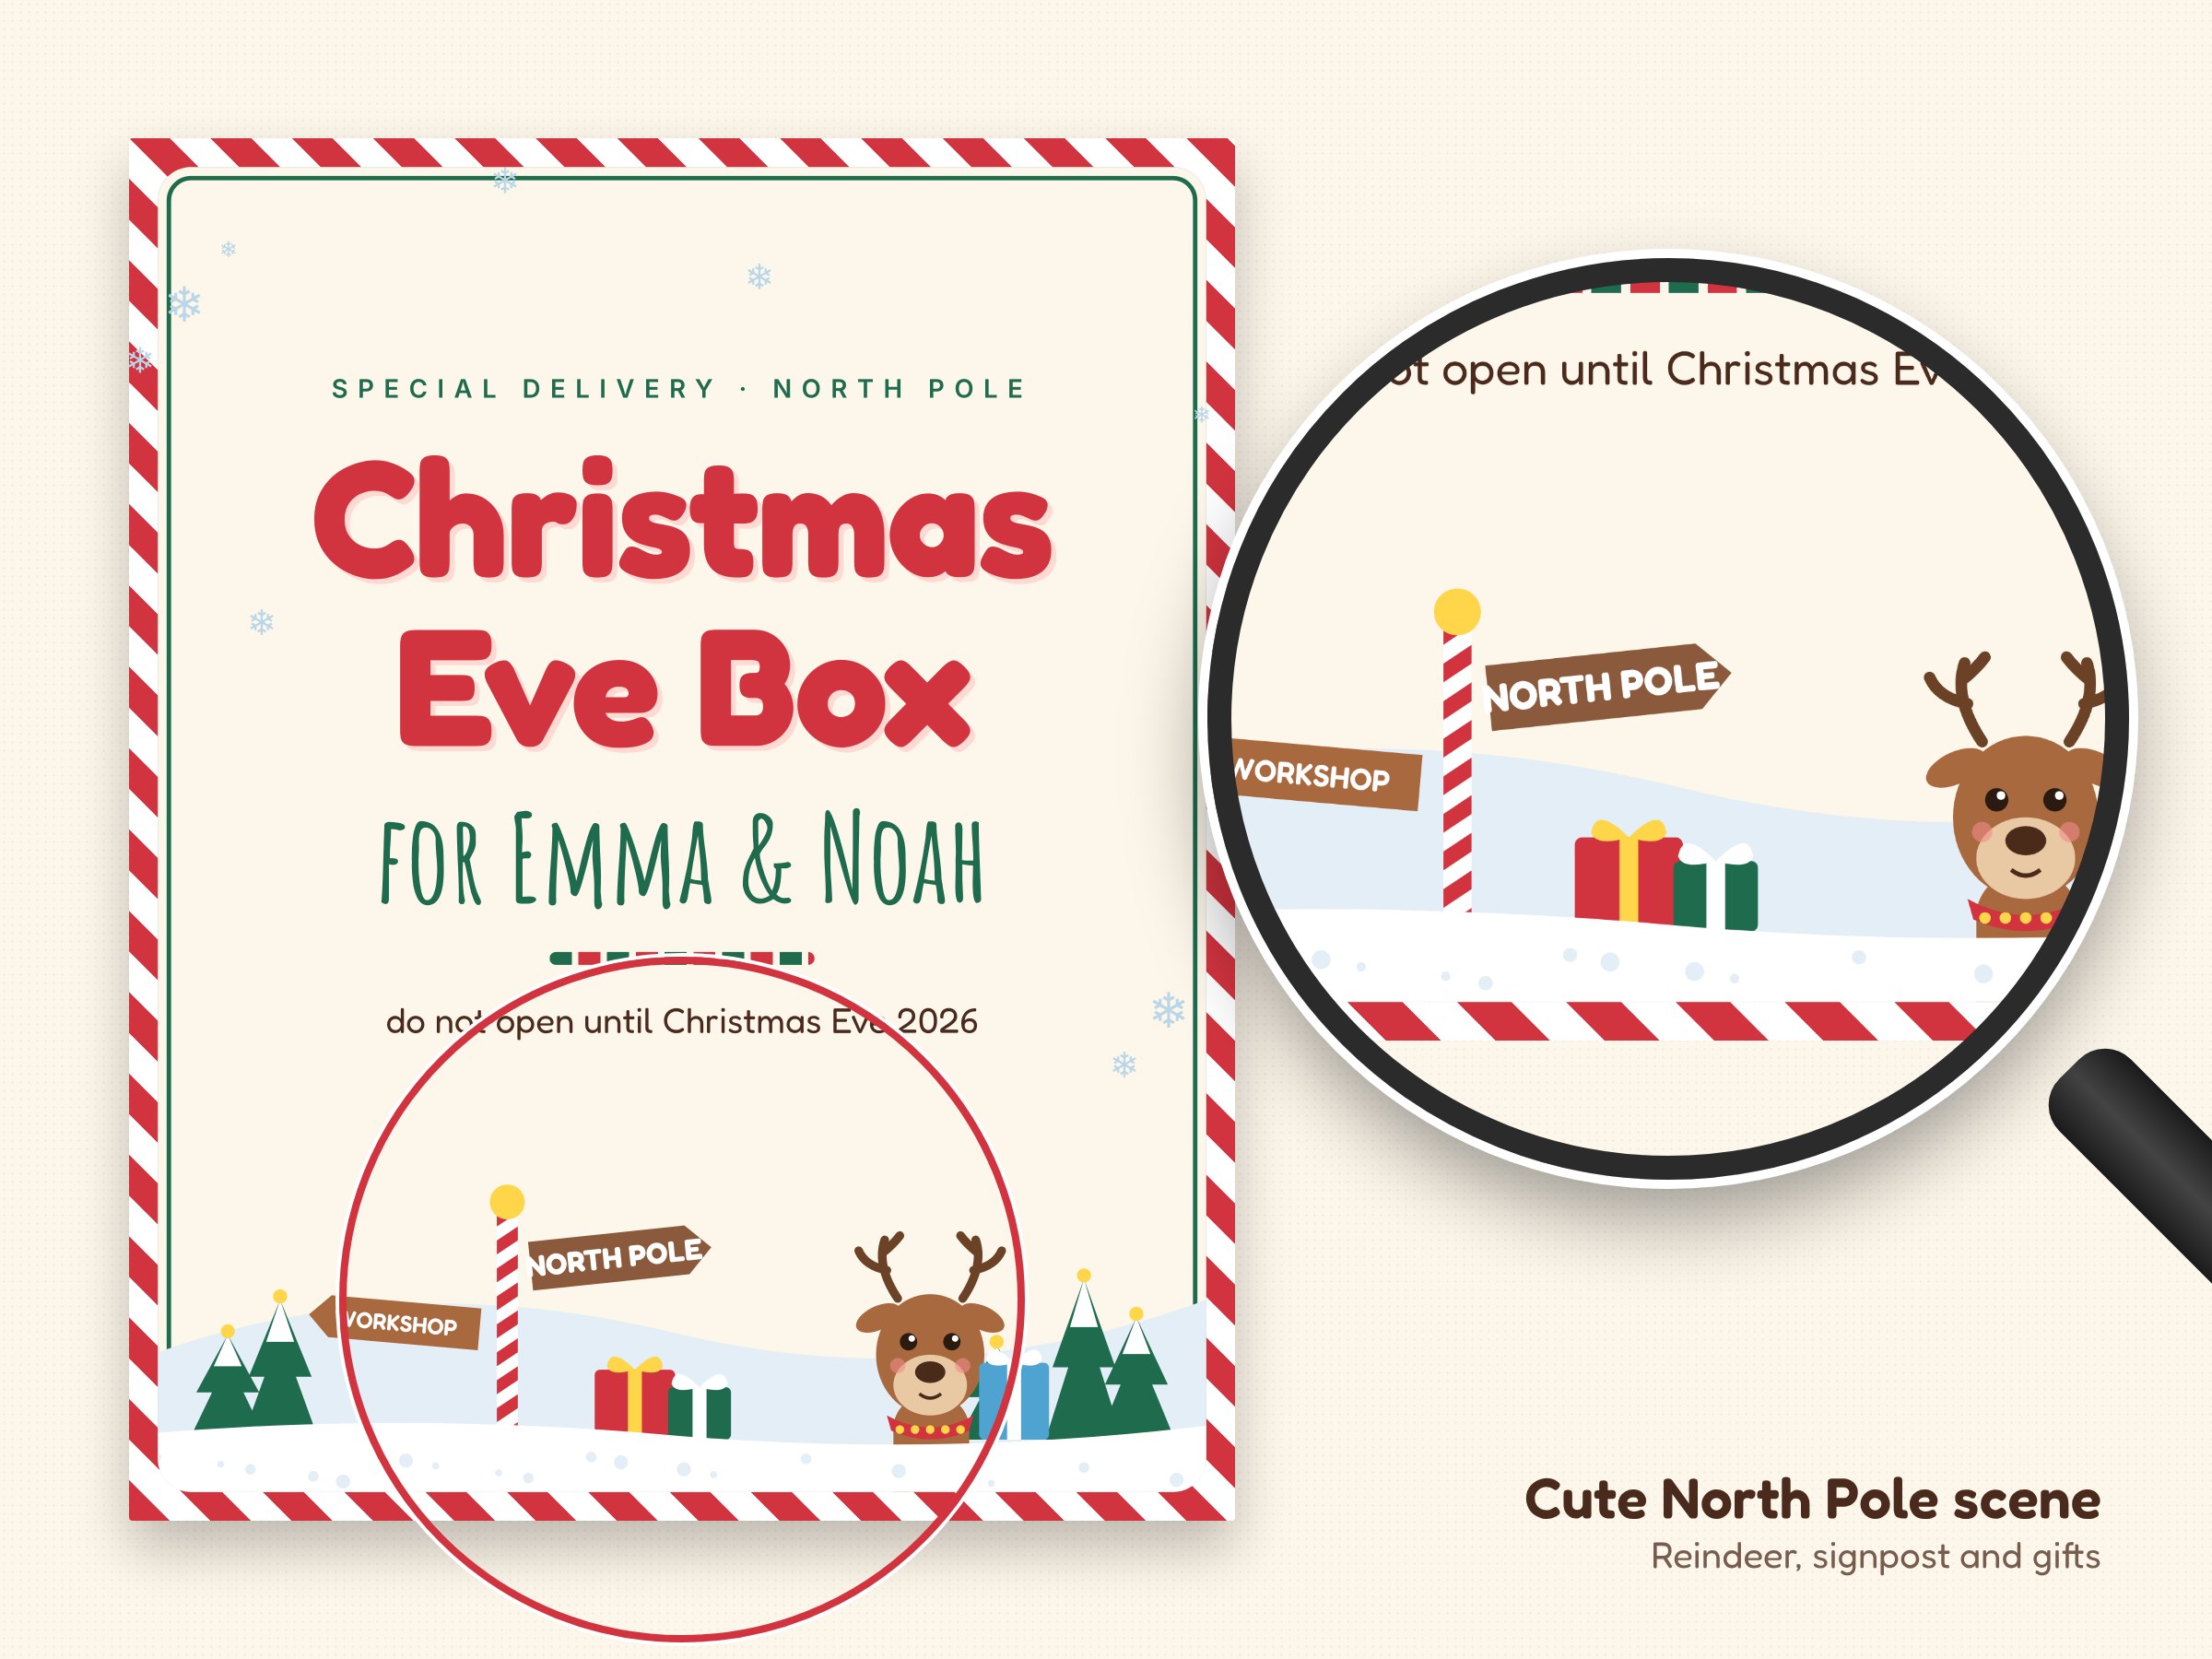 SPECIAL DELIVERY · NORTH POLE
Christmas
Eve Box
FOR EMMA & NOAH
do not open until Christmas Eve 2026
NORTH POLE
WORKSHOP
ot open until Christmas Ev
NORTH POLE
WORKSHOP
Cute North Pole scene
Reindeer, signpost and gifts